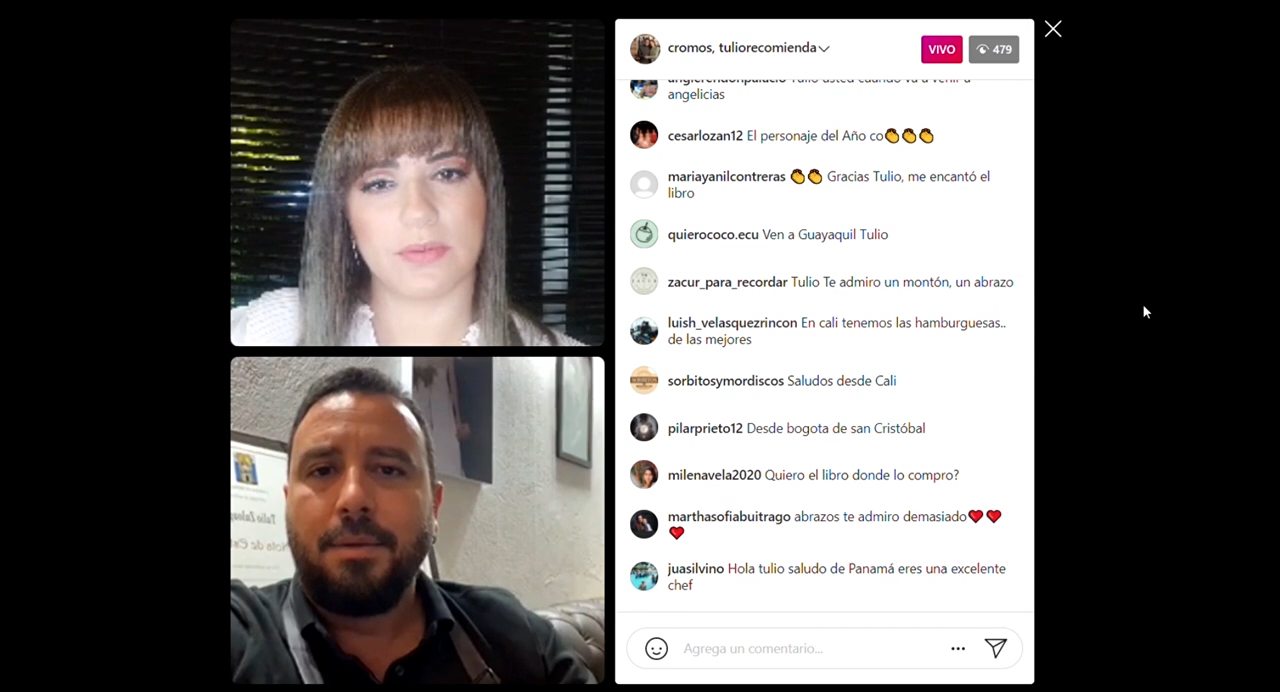 cromos, tuliorecomienda
VIVO
479
angierendonpalacio Tulio usted cuando va a venir a
angelicias
cesarlozan12 El personaje del Año co👏👏👏
mariayanilcontreras 👏👏 Gracias Tulio, me encantó el
libro
quierococo.ecu Ven a Guayaquil Tulio
zacur_para_recordar Tulio Te admiro un montón, un abrazo
luish_velasquezrincon En cali tenemos las hamburguesas..
de las mejores
sorbitosymordiscos Saludos desde Cali
pilarprieto12 Desde bogota de san Cristóbal
milenavela2020 Quiero el libro donde lo compro?
marthasofiabuitrago abrazos te admiro demasiado❤️❤️
❤️
juasilvino Hola tulio saludo de Panamá eres una excelente
chef
Agrega un comentario...